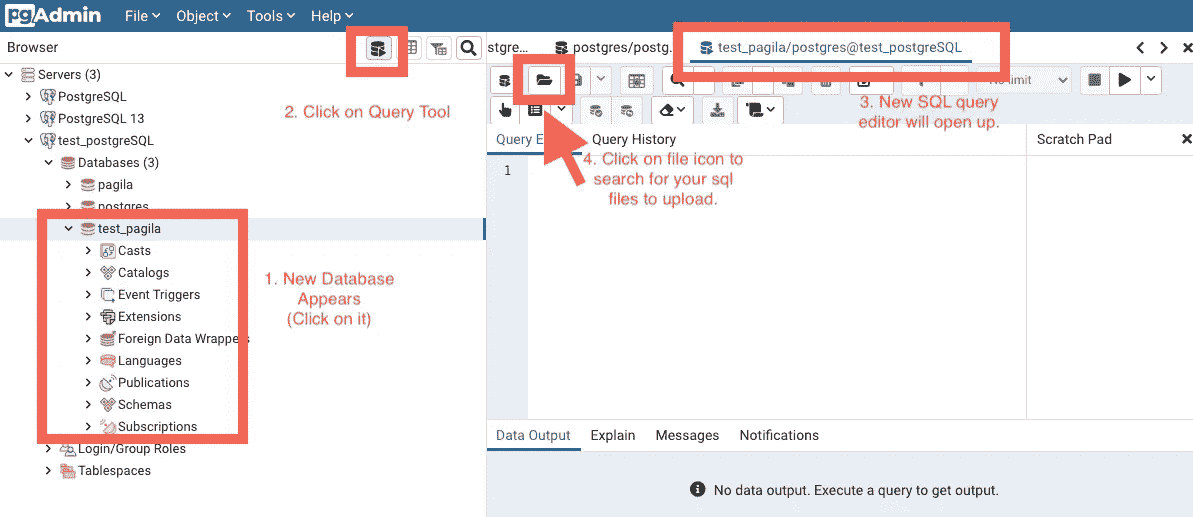 pgAdmin File Object Tools Help
Browser
stgre... postgres/postg. test_pagila/postgres@test_postgreSQL
Servers (3)
PostgreSQL
PostgreSQL 13
test_postgreSQL
Databases (3)
pagila
postgres
test_pagila
Casts
Catalogs
Event Triggers
Extensions
Foreign Data Wrappers
Languages
Publications
Schemas
Subscriptions
Login/Group Roles
Tablespaces
1. New Database
Appears
(Click on it)
2. Click on Query Tool
limit
3. New SQL query
editor will open up.
Query E Query History
Scratch Pad
1
4. Click on file icon to
search for your sql
files to upload.
Data Output Explain Messages Notifications
No data output. Execute a query to get output.